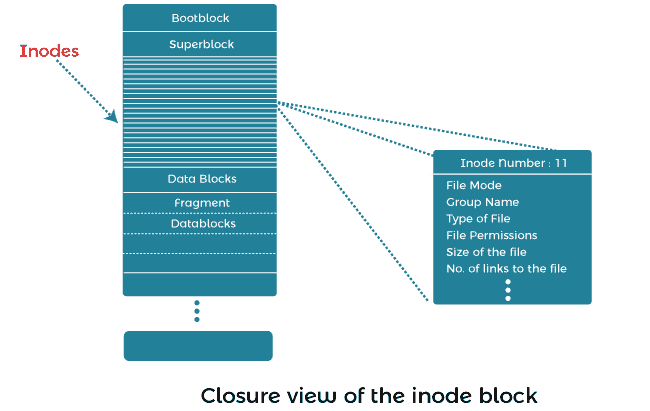 Bootblock
Superblock
Inodes
Data Blocks
Fragment
Datablocks
Inode Number : 11
File Mode
Group Name
Type of File
File Permissions
Size of the file
No. of links to the file
Closure view of the inode block